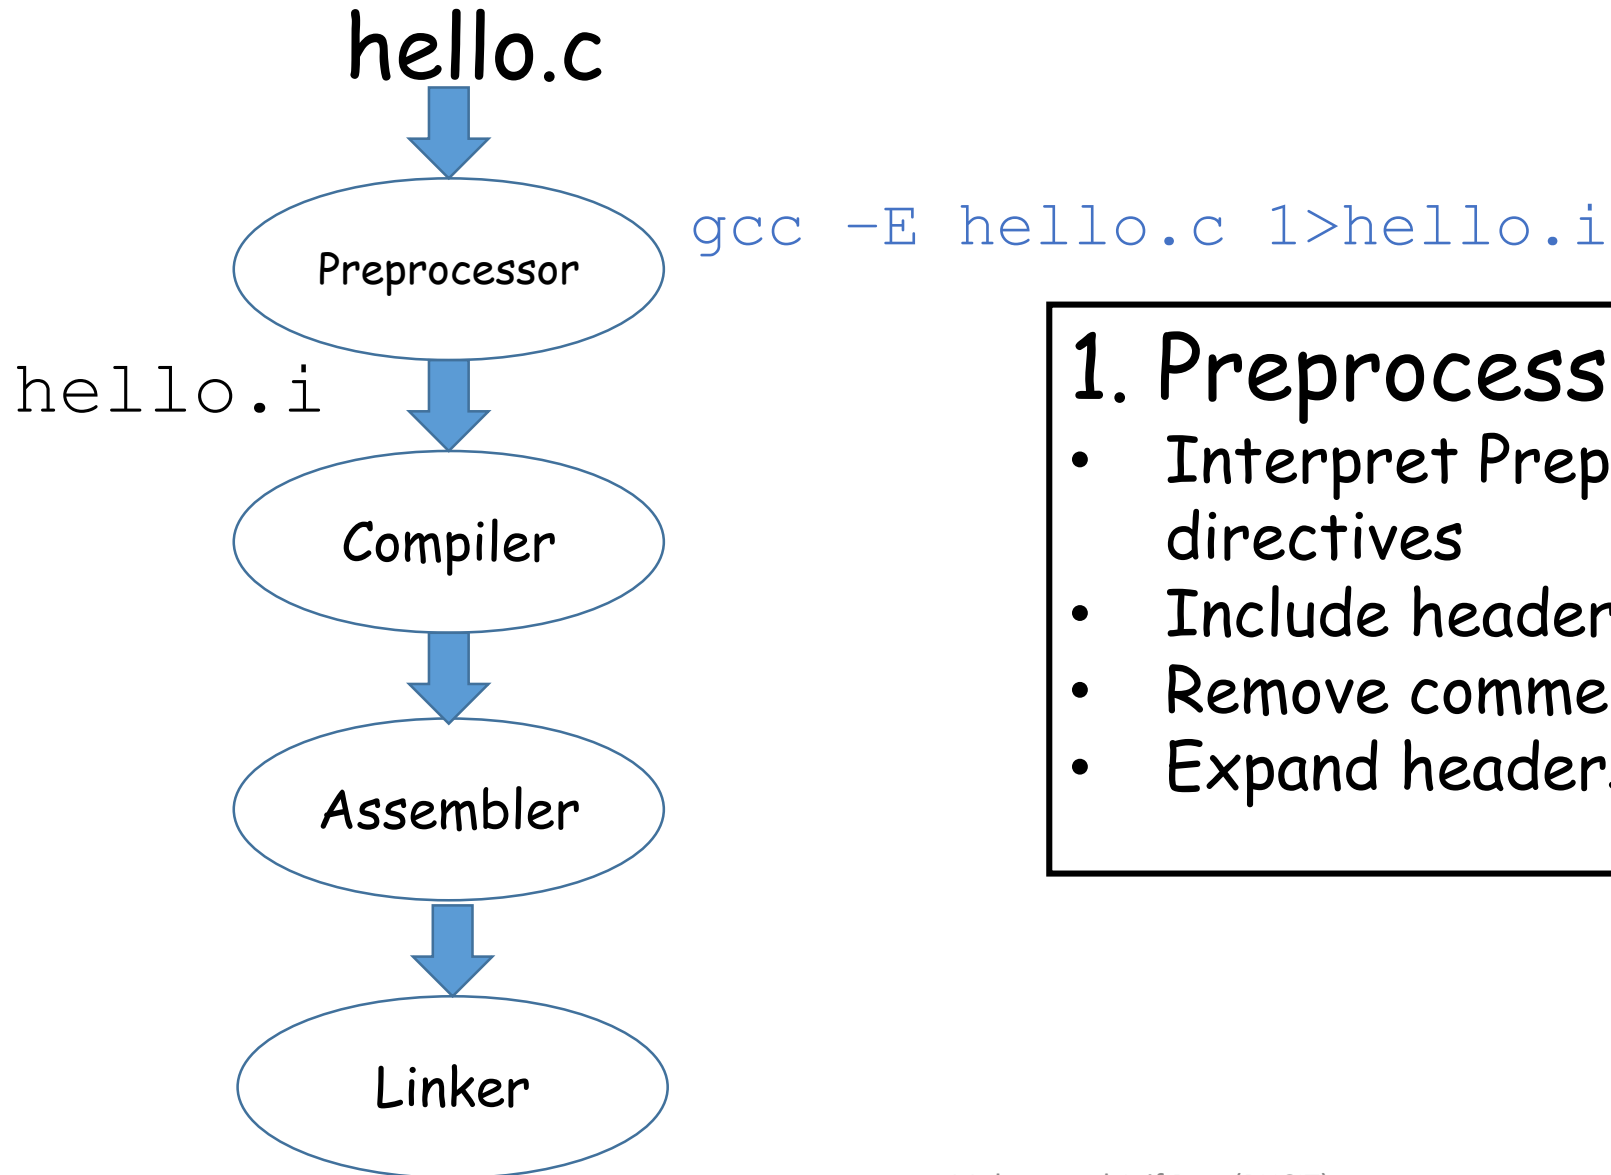 hello.c
gcc -E hello.c 1>hello.i
Preprocessor
hello.i
1. Preprocess
• Interpret Prep
directives
• Include header
• Remove comme
• Expand header
Compiler
Assembler
Linker